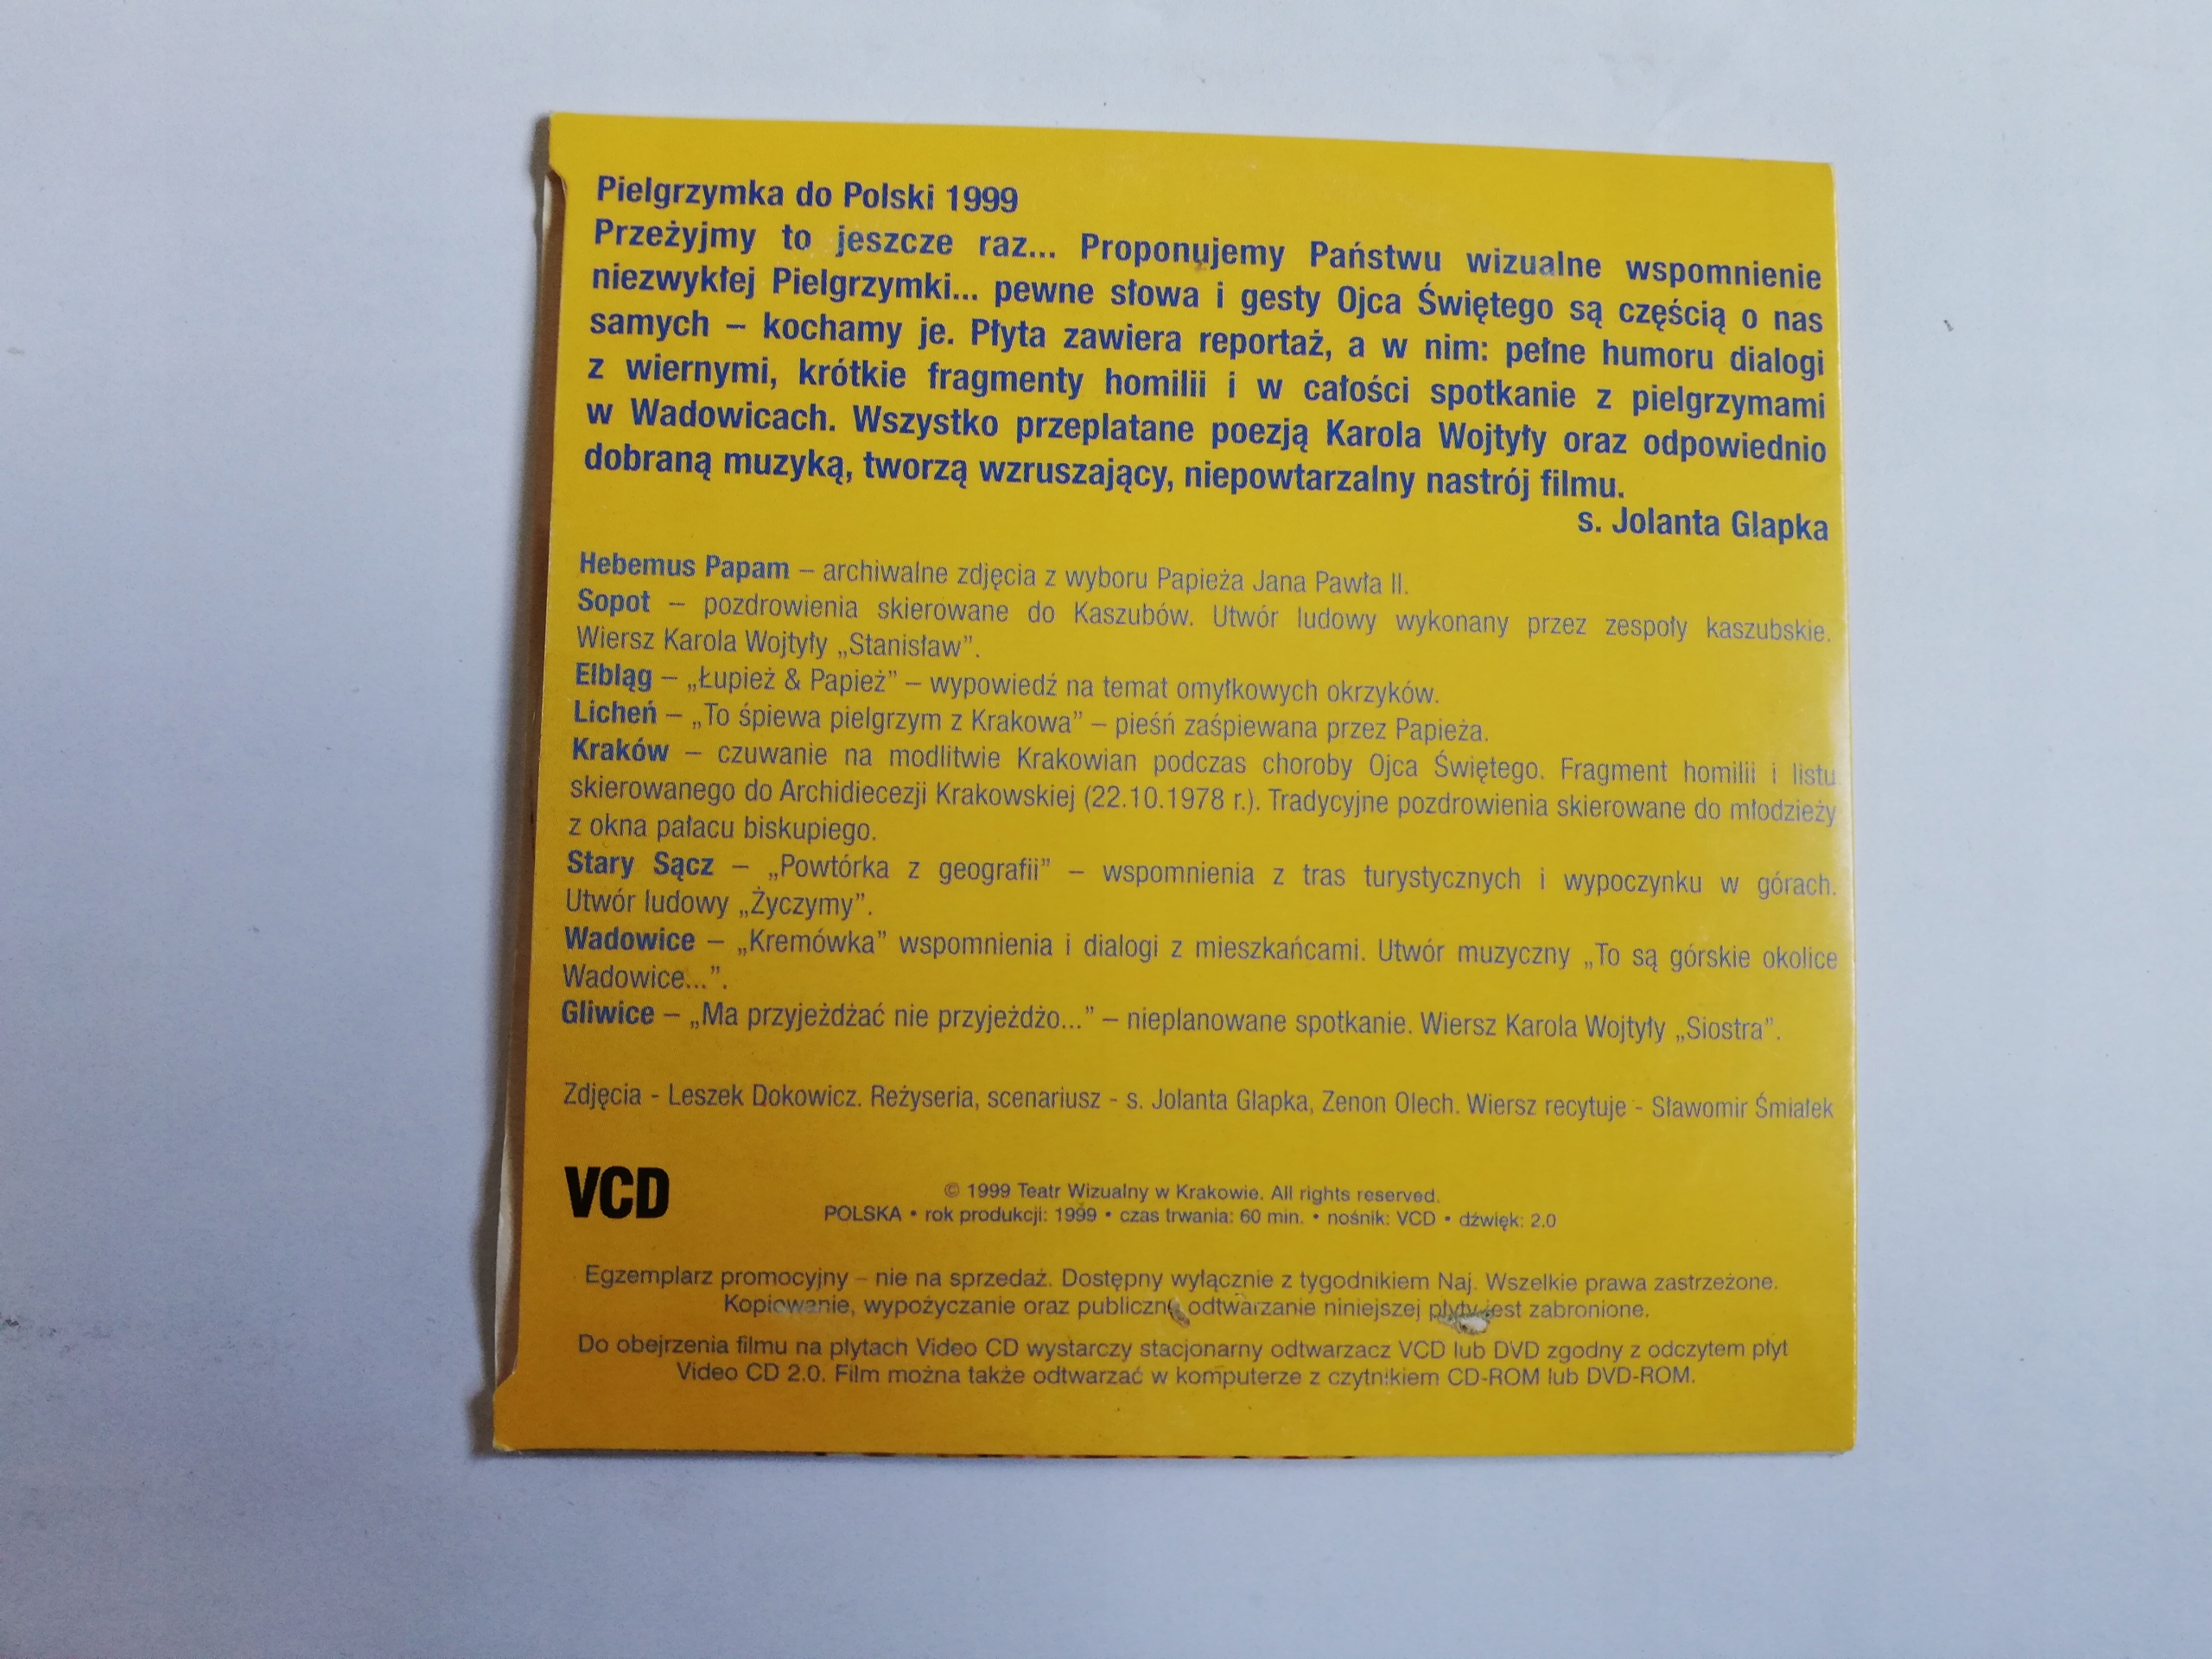 Pielgrzymka do Polski 1999
Przeżyjmy to jeszcze raz... Proponujemy Państwu wizualne wspomnienie
niezwykłej Pielgrzymki... pewne słowa i gesty Ojca Świętego są częścią o nas
samych – kochamy je. Płyta zawiera reportaż, a w nim: pełne humoru dialogi
z wiernymi, krótkie fragmenty homilii i w całości spotkanie z pielgrzymami
w Wadowicach. Wszystko przeplatane poezją Karola Wojtyły oraz odpowiednio
dobraną muzyką, tworzą wzruszający, niepowtarzalny nastrój filmu.
s. Jolanta Glapka
Hebemus Papam – archiwalne zdjęcia z wyboru Papieża Jana Pawła II.
Sopot – pozdrowienia skierowane do Kaszubów. Utwór ludowy wykonany przez zespoły kaszubskie.
Wiersz Karola Wojtyły „Stanisław”.
Elbląg – „Łupież & Papież” – wypowiedź na temat omyłkowych okrzyków.
Licheń – „To śpiewa pielgrzym z Krakowa” – pieśń zaśpiewana przez Papieża.
Kraków – czuwanie na modlitwie Krakowian podczas choroby Ojca Świętego. Fragment homilii i listu
skierowanego do Archidiecezji Krakowskiej (22.10.1978 r.). Tradycyjne pozdrowienia skierowane do młodzieży
z okna pałacu biskupiego.
Stary Sącz – „Powtórka z geografii” – wspomnienia z tras turystycznych i wypoczynku w górach.
Utwór ludowy „Życzymy”.
Wadowice – „Kremówka” wspomnienia i dialogi z mieszkańcami. Utwór muzyczny „To są górskie okolice
Wadowice...”.
Gliwice – „Ma przyjeżdżać nie przyjeżdżo...” – nieplanowane spotkanie. Wiersz Karola Wojtyły „Siostra”.
Zdjęcia - Leszek Dokowicz. Reżyseria, scenariusz - s. Jolanta Glapka, Zenon Olech. Wiersz recytuje - Sławomir Śmiałek
VCD
© 1999 Teatr Wizualny w Krakowie. All rights reserved.
POLSKA • rok produkcji: 1999 • czas trwania: 60 min. • nośnik: VCD • dźwięk: 2.0
Egzemplarz promocyjny – nie na sprzedaż. Dostępny wyłącznie z tygodnikiem Naj. Wszelkie prawa zastrzeżone.
Kopiowanie, wypożyczanie oraz publiczne odtwarzanie niniejszej płyty jest zabronione.
Do obejrzenia filmu na płytach Video CD wystarczy stacjonarny odtwarzacz VCD lub DVD zgodny z odczytem płyt
Video CD 2.0. Film można także odtwarzać w komputerze z czytnikiem CD-ROM lub DVD-ROM.